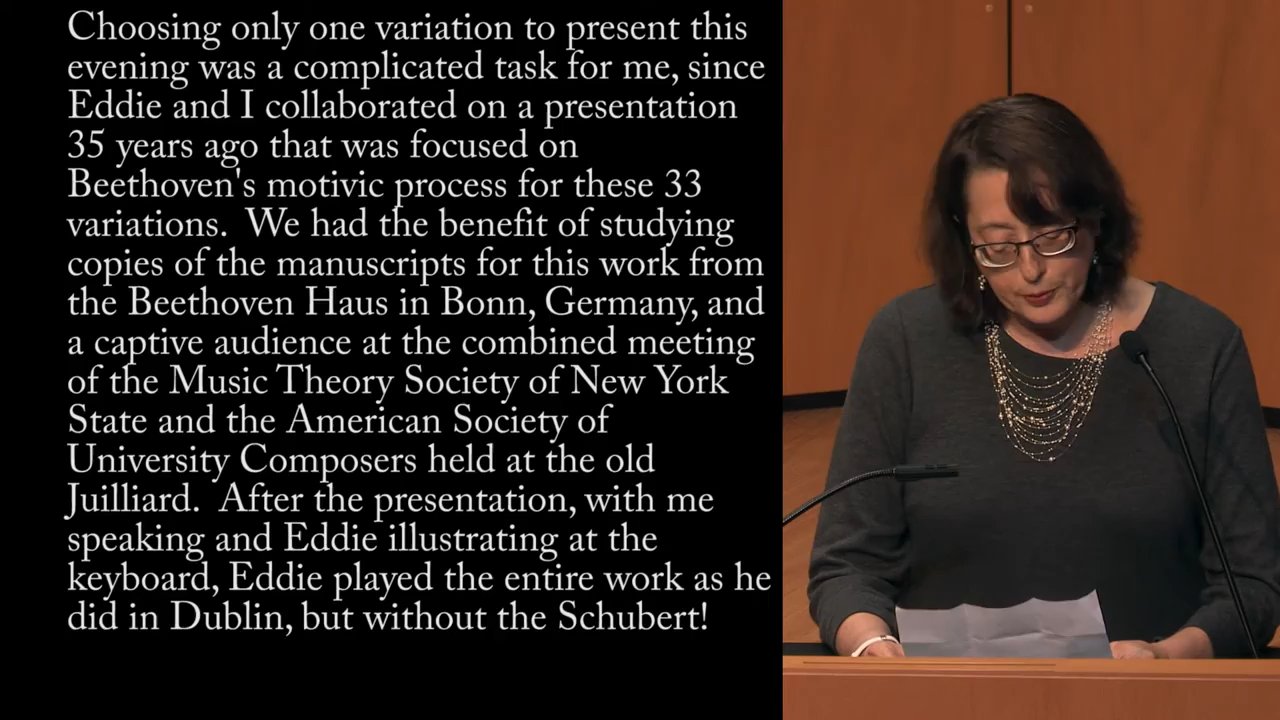 Choosing only one variation to present this
evening was a complicated task for me, since
Eddie and I collaborated on a presentation
35 years ago that was focused on
Beethoven's motivic process for these 33
variations.  We had the benefit of studying
copies of the manuscripts for this work from
the Beethoven Haus in Bonn, Germany, and
a captive audience at the combined meeting
of the Music Theory Society of New York
State and the American Society of
University Composers held at the old
Juilliard.  After the presentation, with me
speaking and Eddie illustrating at the
keyboard, Eddie played the entire work as he
did in Dublin, but without the Schubert!